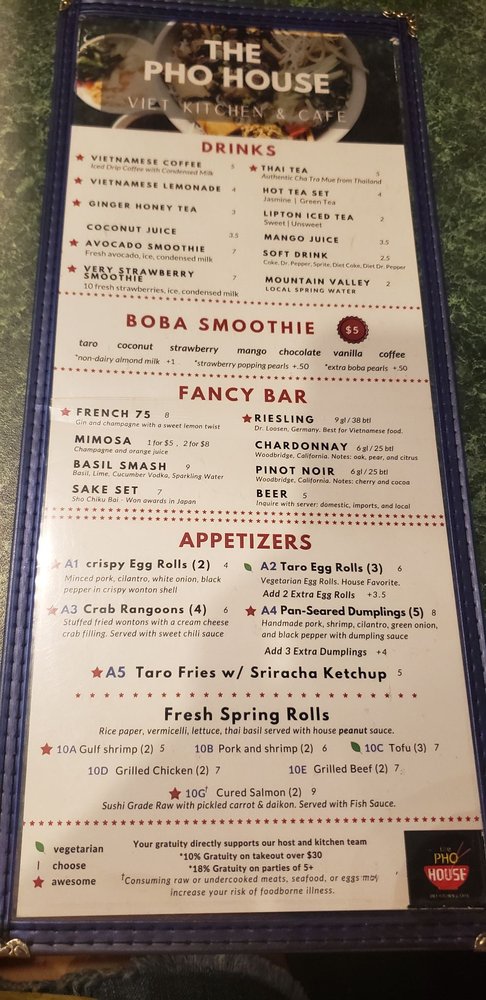 THE
PHO HOUSE
VIET KITCHEN & CAFE
DRINKS
VIETNAMESE COFFEE 5
Iced Drip Coffee with Condensed Milk
VIETNAMESE LEMONADE 4
GINGER HONEY TEA 3
COCONUT JUICE 3.5
AVOCADO SMOOTHIE 7
Fresh avocado, ice, condensed milk
VERY STRAWBERRY
SMOOTHIE 7
10 fresh strawberries, ice, condensed milk
THAI TEA 5
Authentic Cha Tra Mue from Thailand
HOT TEA SET 4
Jasmine | Green Tea
LIPTON ICED TEA 2
Sweet | Unsweet
MANGO JUICE 3.5
SOFT DRINK 2.5
Coke, Dr. Pepper, Sprite, Diet Coke, Diet Dr. Pepper
MOUNTAIN VALLEY 2
LOCAL SPRING WATER
BOBA SMOOTHIE $5
taro coconut strawberry mango chocolate vanilla coffee
*non-dairy almond milk +1 *strawberry popping pearls +.50 *extra boba pearls +.50
FANCY BAR
FRENCH 75 8
Gin and champagne with a sweet lemon twist
MIMOSA 1 for $5 , 2 for $8
Champagne and orange juice
BASIL SMASH 9
Basil, Lime, Cucumber Vodka, Sparkling Water
SAKE SET 7
Sho Chiku Bai.- Won awards in Japan
RIESLING 9 gl / 38 btl
Dr. Loosen, Germany. Best for Vietnamese food.
CHARDONNAY 6 gl / 25 btl
Woodbridge, California. Notes: oak, pear, and citrus
PINOT NOIR 6 gl / 25 btl
Woodbridge, California. Notes: cherry and cocoa
BEER 5
Inquire with server: domestic, imports, and local
APPETIZERS
A1 crispy Egg Rolls (2) 4
Minced pork, cilantro, white onion, black
pepper in crispy wonton shell
A2 Taro Egg Rolls (3) 6
Vegetarian Egg Rolls. House Favorite.
Add 2 Extra Egg Rolls +3.5
A3 Crab Rangoons (4) 6
Stuffed fried wontons with a cream cheese
crab filling. Served with sweet chili sauce
A4 Pan-Seared Dumplings (5) 8
Handmade pork, shrimp, cilantro, green onion,
and black pepper with dumpling sauce
Add 3 Extra Dumplings +4
A5 Taro Fries w/ Sriracha Ketchup 5
Fresh Spring Rolls
Rice paper, vermicelli, lettuce, thai basil served with house peanut sauce.
10A Gulf shrimp (2) 5 10B Pork and shrimp (2) 6 10C Tofu (3) 7
10D Grilled Chicken (2) 7 10E Grilled Beef (2) 7
10G† Cured Salmon (2) 9
Sushi Grade Raw with pickled carrot & daikon. Served with Fish Sauce.
vegetarian
| choose
awesome
Your gratuity directly supports our host and kitchen team
*10% Gratuity on takeout over $30
*18% Gratuity on parties of 5+
†Consuming raw or undercooked meats, seafood, or eggs may
increase your risk of foodborne illness.
the
PHO
HOUSE